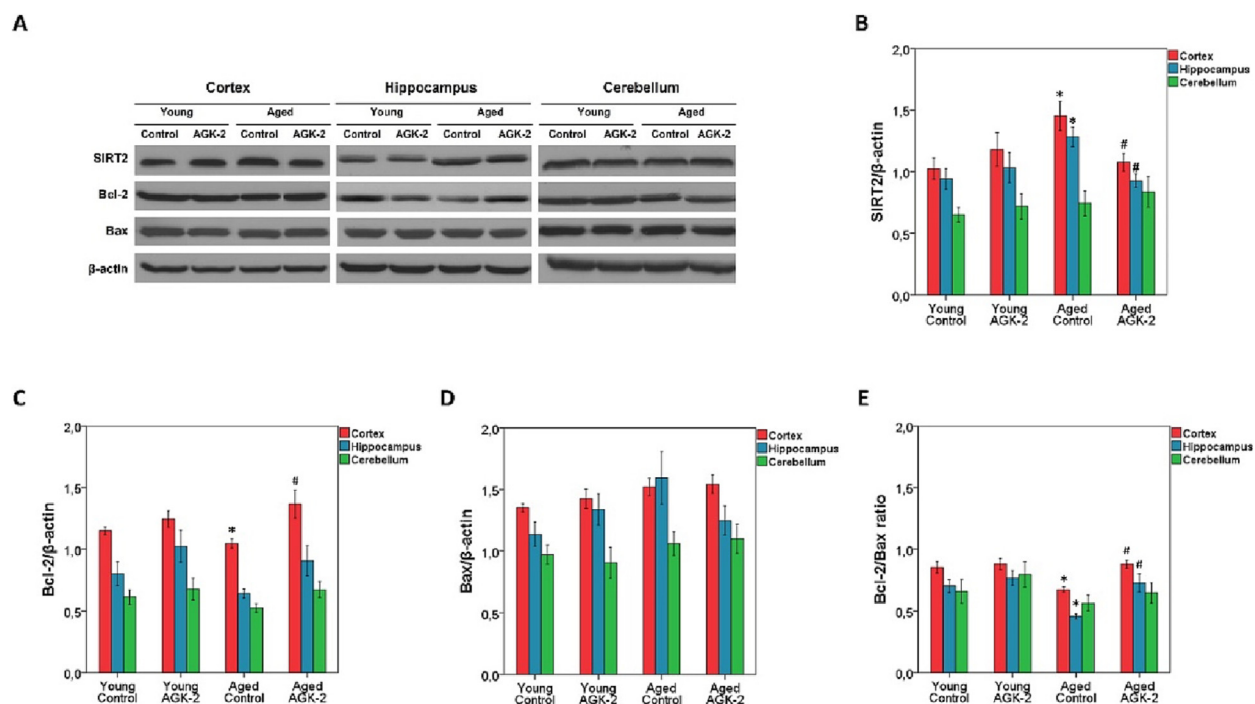 A
Cortex Hippocampus Cerebellum
Young Aged Young Aged Young Aged
Control AGK-2 Control AGK-2 Control AGK-2 Control AGK-2 Control AGK-2 Control AGK-2
SIRT2
Bcl-2
Bax
β-actin
B
SIRT2/β-actin
2,0
1,5
1,0
0,5
0,0
Cortex
Hippocampus
Cerebellum
* * # #
Young Control
Young AGK-2
Aged Control
Aged AGK-2
C
Bcl-2/β-actin
2,0
1,5
1,0
0,5
0,0
Cortex
Hippocampus
Cerebellum
* #
Young Control
Young AGK-2
Aged Control
Aged AGK-2
D
Bax/β-actin
2,0
1,5
1,0
0,5
0,0
Cortex
Hippocampus
Cerebellum
Young Control
Young AGK-2
Aged Control
Aged AGK-2
E
Bcl-2/Bax ratio
2,0
1,5
1,0
0,5
0,0
Cortex
Hippocampus
Cerebellum
* * # #
Young Control
Young AGK-2
Aged Control
Aged AGK-2